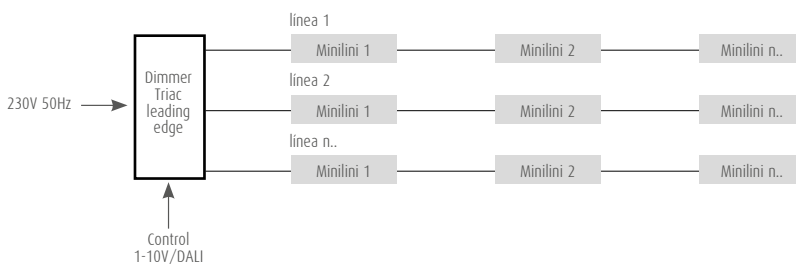 línea 1
Minilini 1
Minilini 2
Minilini n..
230V 50Hz
Dimmer
Triac
leading
edge
línea 2
Minilini 1
Minilini 2
Minilini n..
línea n..
Minilini 1
Minilini 2
Minilini n..
Control
1-10V/DALI